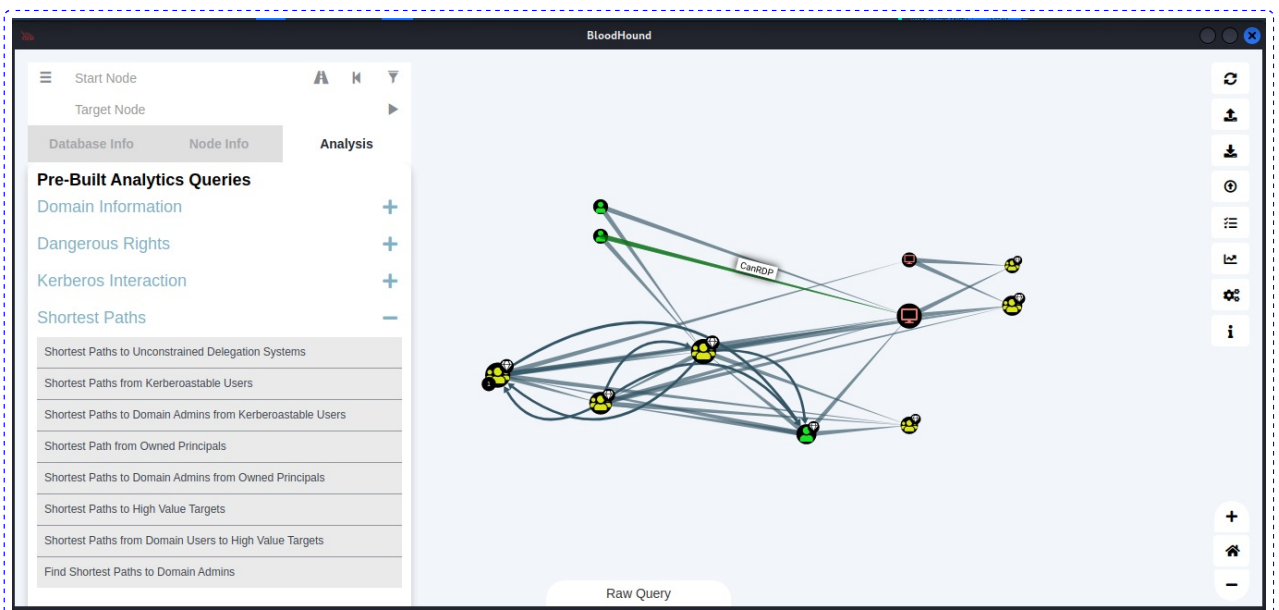 BloodHound
Start Node
Target Node
Database Info Node Info Analysis
Pre-Built Analytics Queries
Domain Information
Dangerous Rights
Kerberos Interaction
Shortest Paths
Shortest Paths to Unconstrained Delegation Systems
Shortest Paths from Kerberoastable Users
Shortest Paths to Domain Admins from Kerberoastable Users
Shortest Path from Owned Principals
Shortest Paths to Domain Admins from Owned Principals
Shortest Paths to High Value Targets
Shortest Paths from Domain Users to High Value Targets
Find Shortest Paths to Domain Admins
CanRDP
1
Raw Query